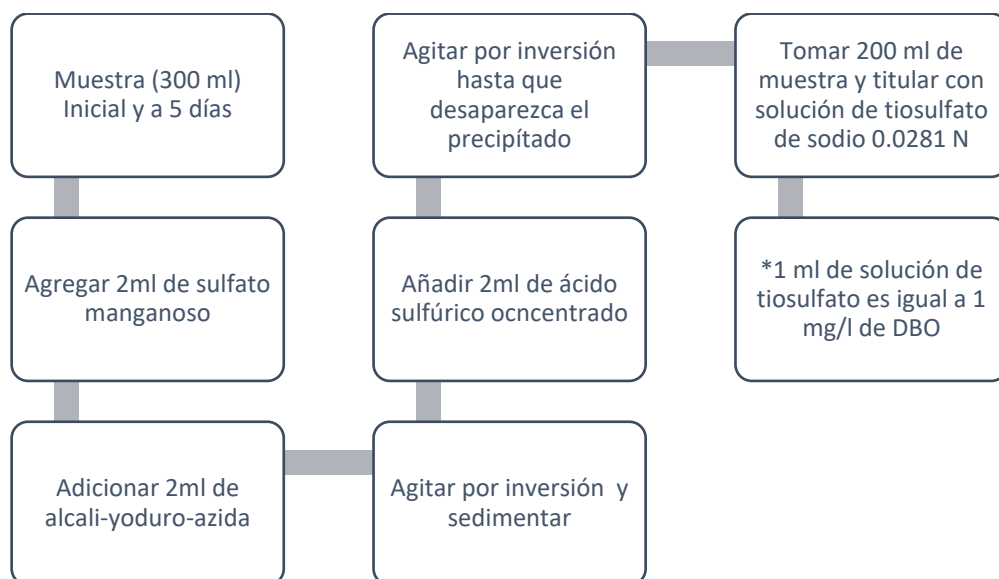 Muestra (300 ml)
Inicial y a 5 días
Agregar 2ml de sulfato
manganoso
Adicionar 2ml de
alcali-yoduro-azida
Agitar por inversión y
sedimentar
Añadir 2ml de ácido
sulfúrico ocncentrado
Agitar por inversión
hasta que
desaparezca el
precipítado
Tomar 200 ml de
muestra y titular con
solución de tiosulfato
de sodio 0.0281 N
*1 ml de solución de
tiosulfato es igual a 1
mg/l de DBO